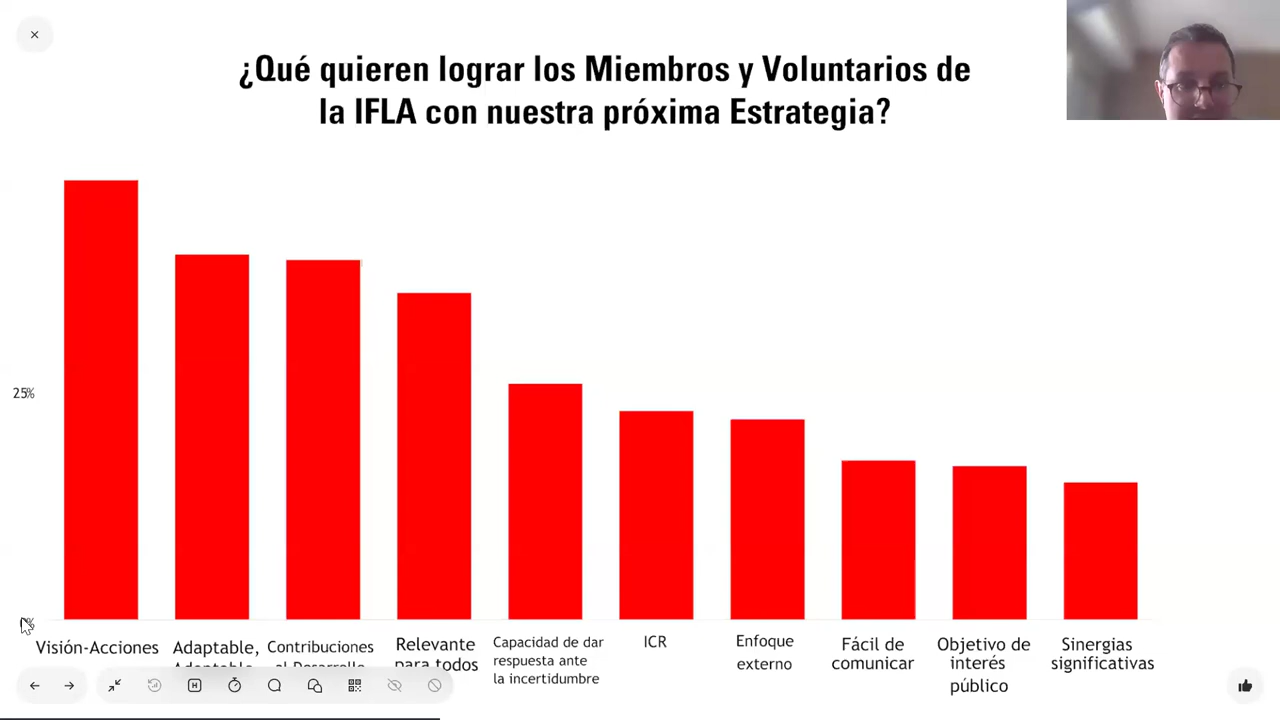 ¿Qué quieren lograr los Miembros y Voluntarios de
la IFLA con nuestra próxima Estrategia?
25%
Visión-Acciones
Adaptable,
Contribuciones
Relevante
para todos
Capacidad de dar
respuesta ante
la incertidumbre
ICR
Enfoque
externo
Fácil de
comunicar
Objetivo de
interés
público
Sinergias
significativas